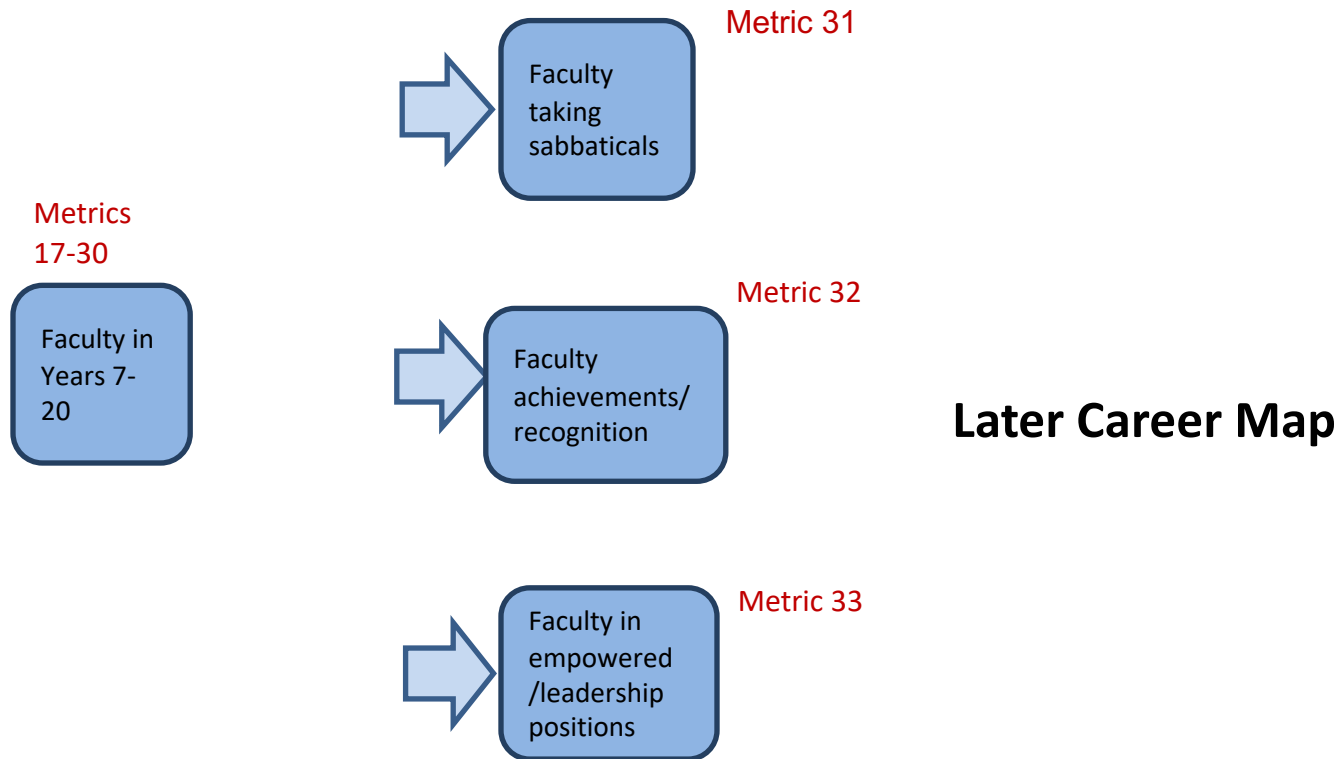 Metric 31
Faculty
taking
sabbaticals
Metrics
17-30
Faculty in
Years 7-
20
Metric 32
Faculty
achievements/
recognition
Later Career Map
Metric 33
Faculty in
empowered
/leadership
positions